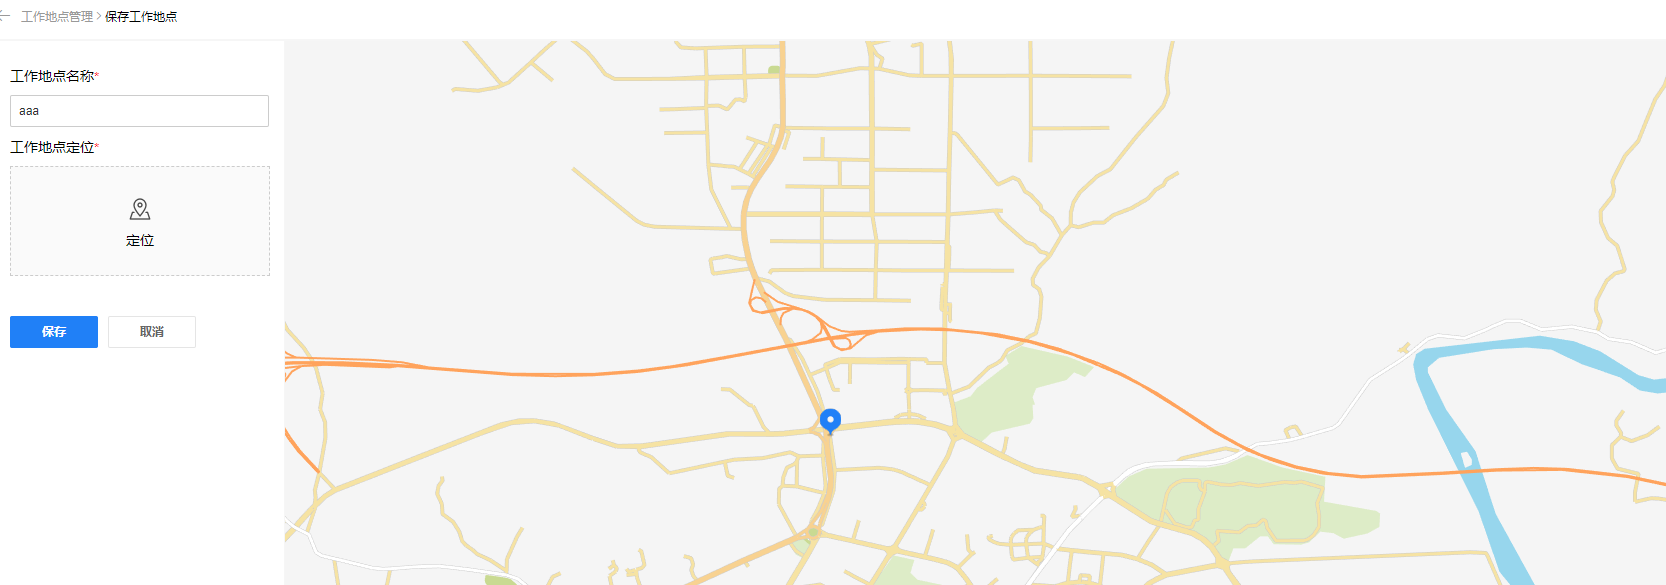 工作地点管理 > 保存工作地点
工作地点名称*
aaa
工作地点定位*
定位
保存 取消